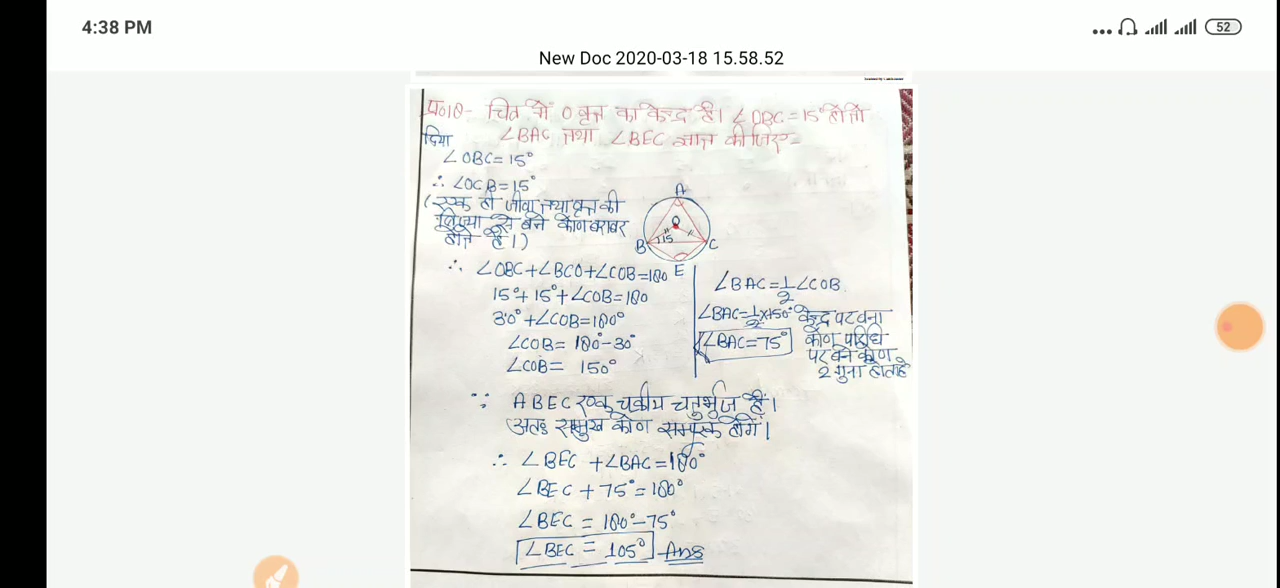 4:38 PM
52
New Doc 2020-03-18 15.58.52
प्र०18- चित्र में O वृत्त का केन्द्र है। ∠OBC=15° हो तो
∠BAC तथा ∠BEC ज्ञात कीजिए-
दिया
∠OBC=15°
∴ ∠OCB=15°
(एक ही जीवा तथा वृत्त की
त्रिज्या से बने कोण बराबर
होते है।)
A
O
15
B
C
E
∴ ∠OBC+∠BCO+∠COB=180
15°+15°+∠COB=180
30°+∠COB=180°
∠COB= 180°-30°
∠COB= 150°
∠BAC=1/2∠COB.
∠BAC=1/2×150°
∠BAC=75°
केन्द्र पर बना
कोण परिधि
पर बने कोण
2 गुना होता है
∵ ABEC एक चक्रीय चतुर्भुज है।
अतः सम्मुख कोण सम्पूरक होगें।
∴ ∠BEC +∠BAC=180°
∠BEC +75°=180°
∠BEC = 180°-75°
∠BEC = 105° Ans